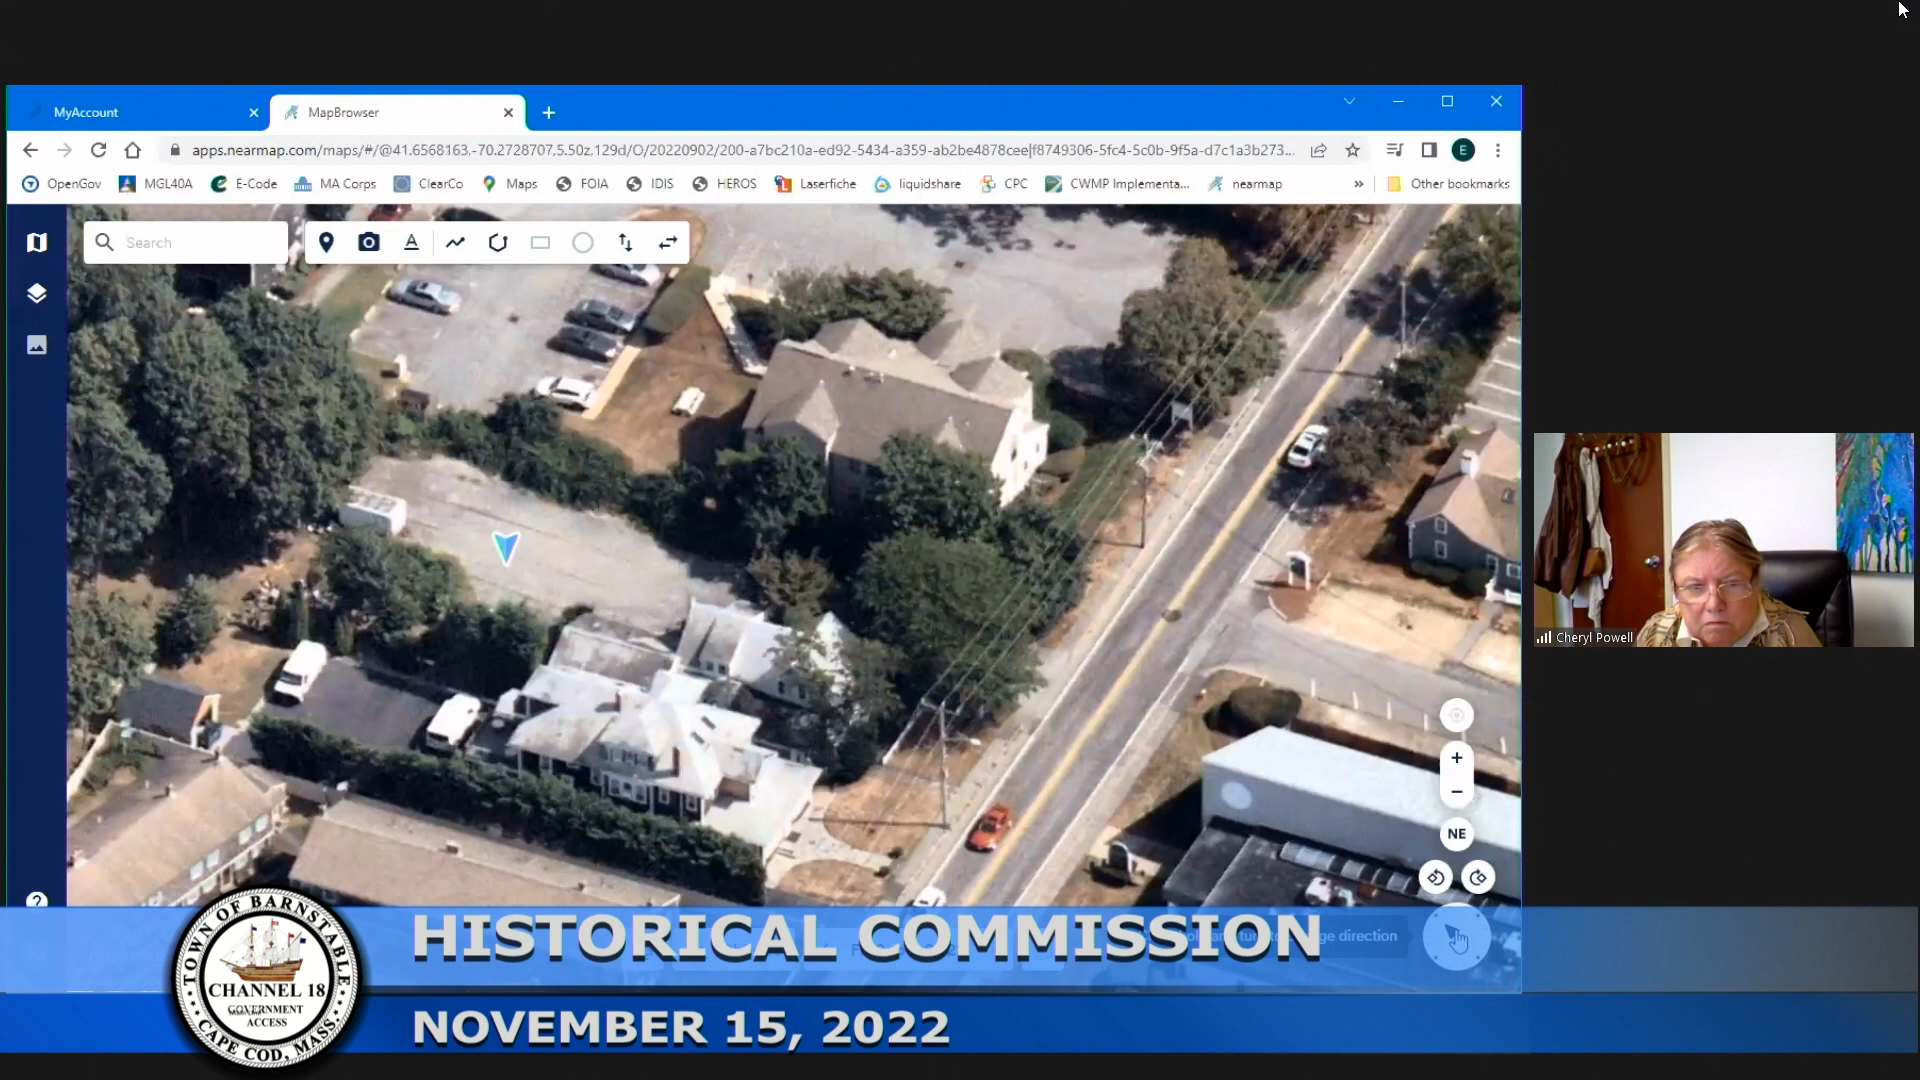 MyAccount
MapBrowser
apps.nearmap.com/maps/#/@41.6568163,-70.2728707,5.50z,129d/O/20220902/200-a7bc210a-ed92-5434-a359-ab2be4878cee|f8749306-5fc4-5c0b-9f5a-d7c1a3b273...
E
OpenGov MGL40A E-Code MA Corps ClearCo Maps FOIA IDIS HEROS Laserfiche liquidshare CPC CWMP Implementa... nearmap » Other bookmarks
Search
A
Cheryl Powell
+
−
NE
?
direction
HISTORICAL COMMISSION
NOVEMBER 15, 2022
TOWN OF BARNSTABLE
CHANNEL 18
GOVERNMENT
ACCESS
CAPE COD, MASS.